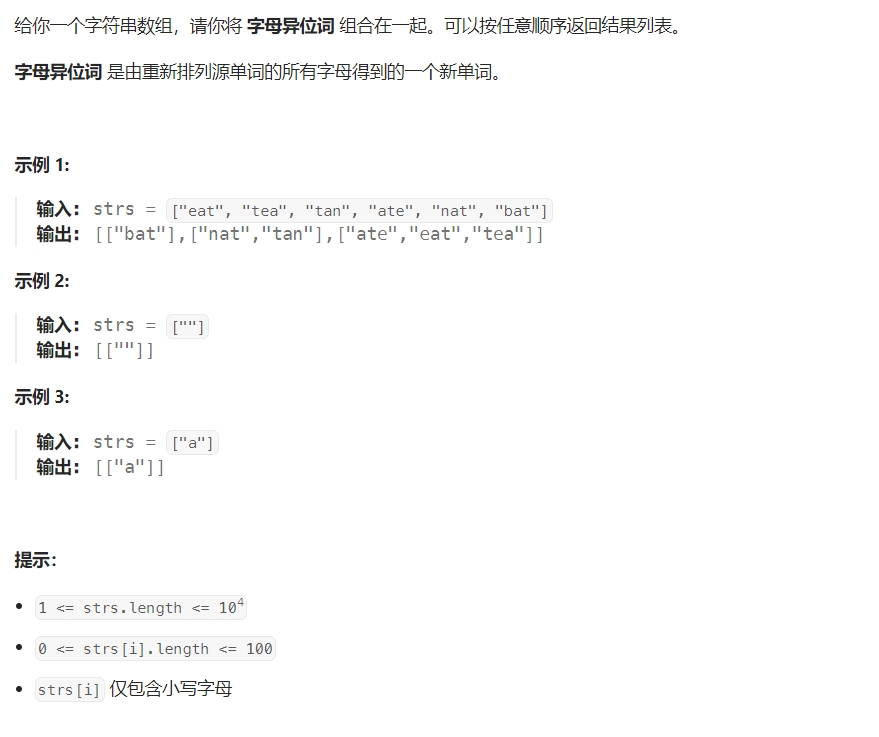 给你一个字符串数组，请你将 字母异位词 组合在一起。可以按任意顺序返回结果列表。
字母异位词 是由重新排列源单词的所有字母得到的一个新单词。
示例 1:
输入: strs = ["eat", "tea", "tan", "ate", "nat", "bat"]
输出: [["bat"],["nat","tan"],["ate","eat","tea"]]
示例 2:
输入: strs = [""]
输出: [[""]]
示例 3:
输入: strs = ["a"]
输出: [["a"]]
提示：
• 1 <= strs.length <= 10⁴
• 0 <= strs[i].length <= 100
• strs[i] 仅包含小写字母